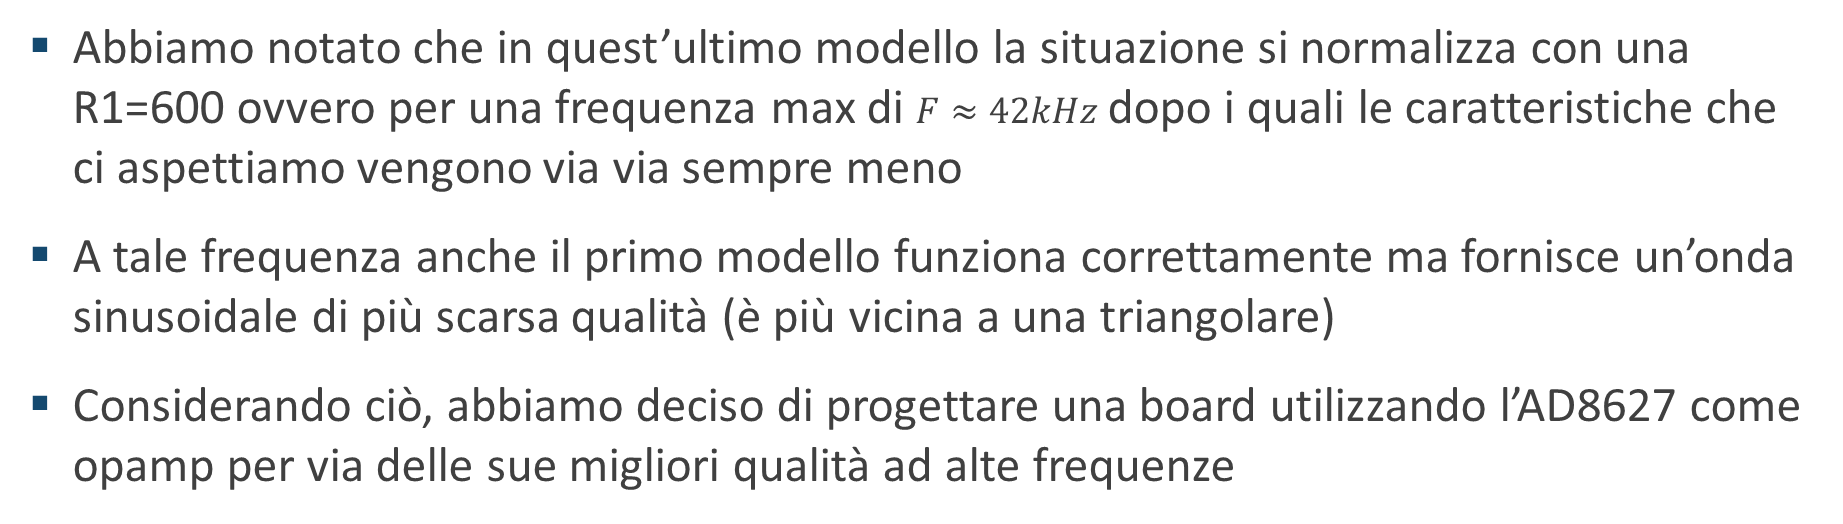 ▪ Abbiamo notato che in quest’ultimo modello la situazione si normalizza con una
R1=600 ovvero per una frequenza max di F ≈ 42kHz dopo i quali le caratteristiche che
ci aspettiamo vengono via via sempre meno
▪ A tale frequenza anche il primo modello funziona correttamente ma fornisce un’onda
sinusoidale di più scarsa qualità (è più vicina a una triangolare)
▪ Considerando ciò, abbiamo deciso di progettare una board utilizzando l’AD8627 come
opamp per via delle sue migliori qualità ad alte frequenze